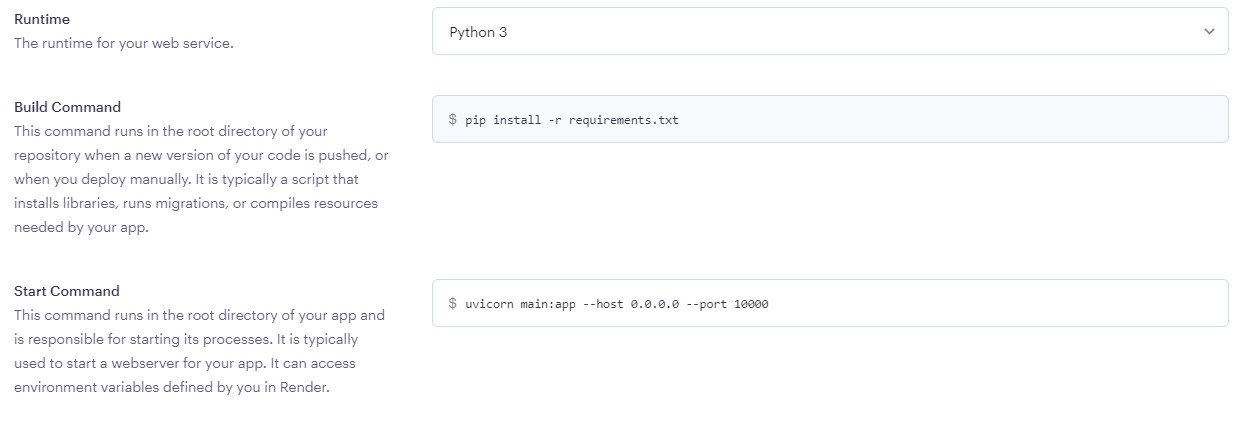 Runtime
The runtime for your web service.
Python 3
Build Command
This command runs in the root directory of your
repository when a new version of your code is pushed, or
when you deploy manually. It is typically a script that
installs libraries, runs migrations, or compiles resources
needed by your app.
$ pip install -r requirements.txt
Start Command
This command runs in the root directory of your app and
is responsible for starting its processes. It is typically
used to start a webserver for your app. It can access
environment variables defined by you in Render.
$ uvicorn main:app --host 0.0.0.0 --port 10000